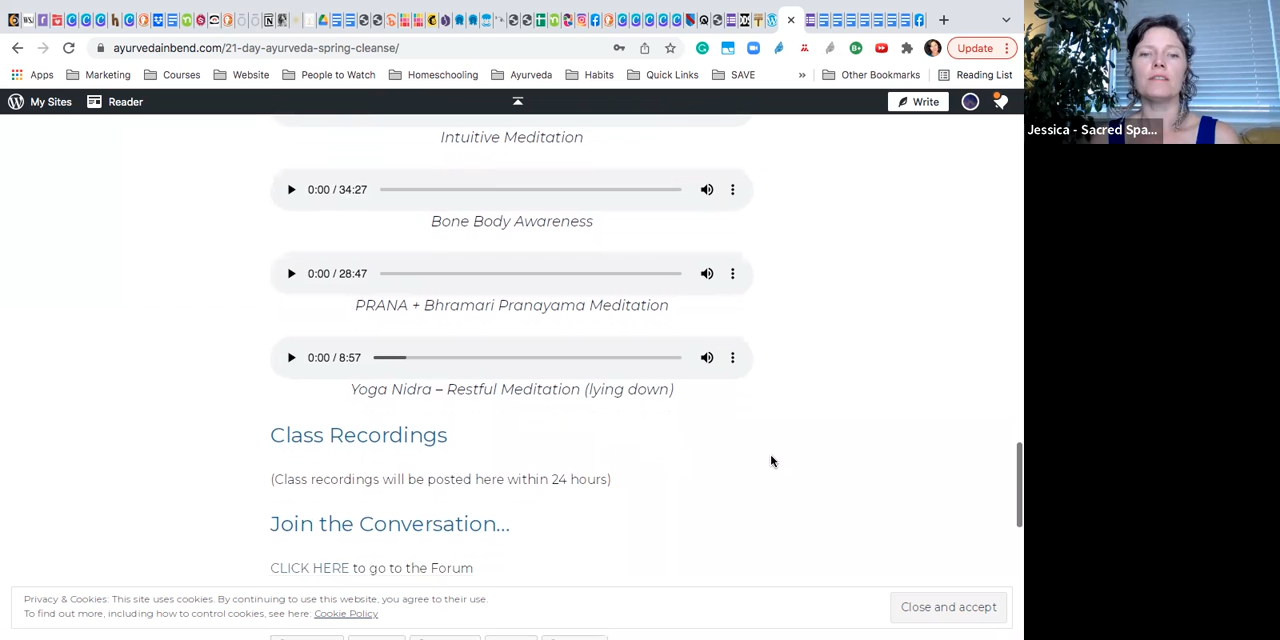 ayurvedainbend.com/21-day-ayurveda-spring-cleanse/
Update
Apps
Marketing
Courses
Website
People to Watch
Homeschooling
Ayurveda
Habits
Quick Links
SAVE
»
Other Bookmarks
Reading List
My Sites
Reader
Write
Jessica - Sacred Spa...
Intuitive Meditation
0:00 / 34:27
Bone Body Awareness
0:00 / 28:47
PRANA + Bhramari Pranayama Meditation
0:00 / 8:57
Yoga Nidra – Restful Meditation (lying down)
Class Recordings
(Class recordings will be posted here within 24 hours)
Join the Conversation...
CLICK HERE to go to the Forum
Privacy & Cookies: This site uses cookies. By continuing to use this website, you agree to their use.
To find out more, including how to control cookies, see here: Cookie Policy
Close and accept